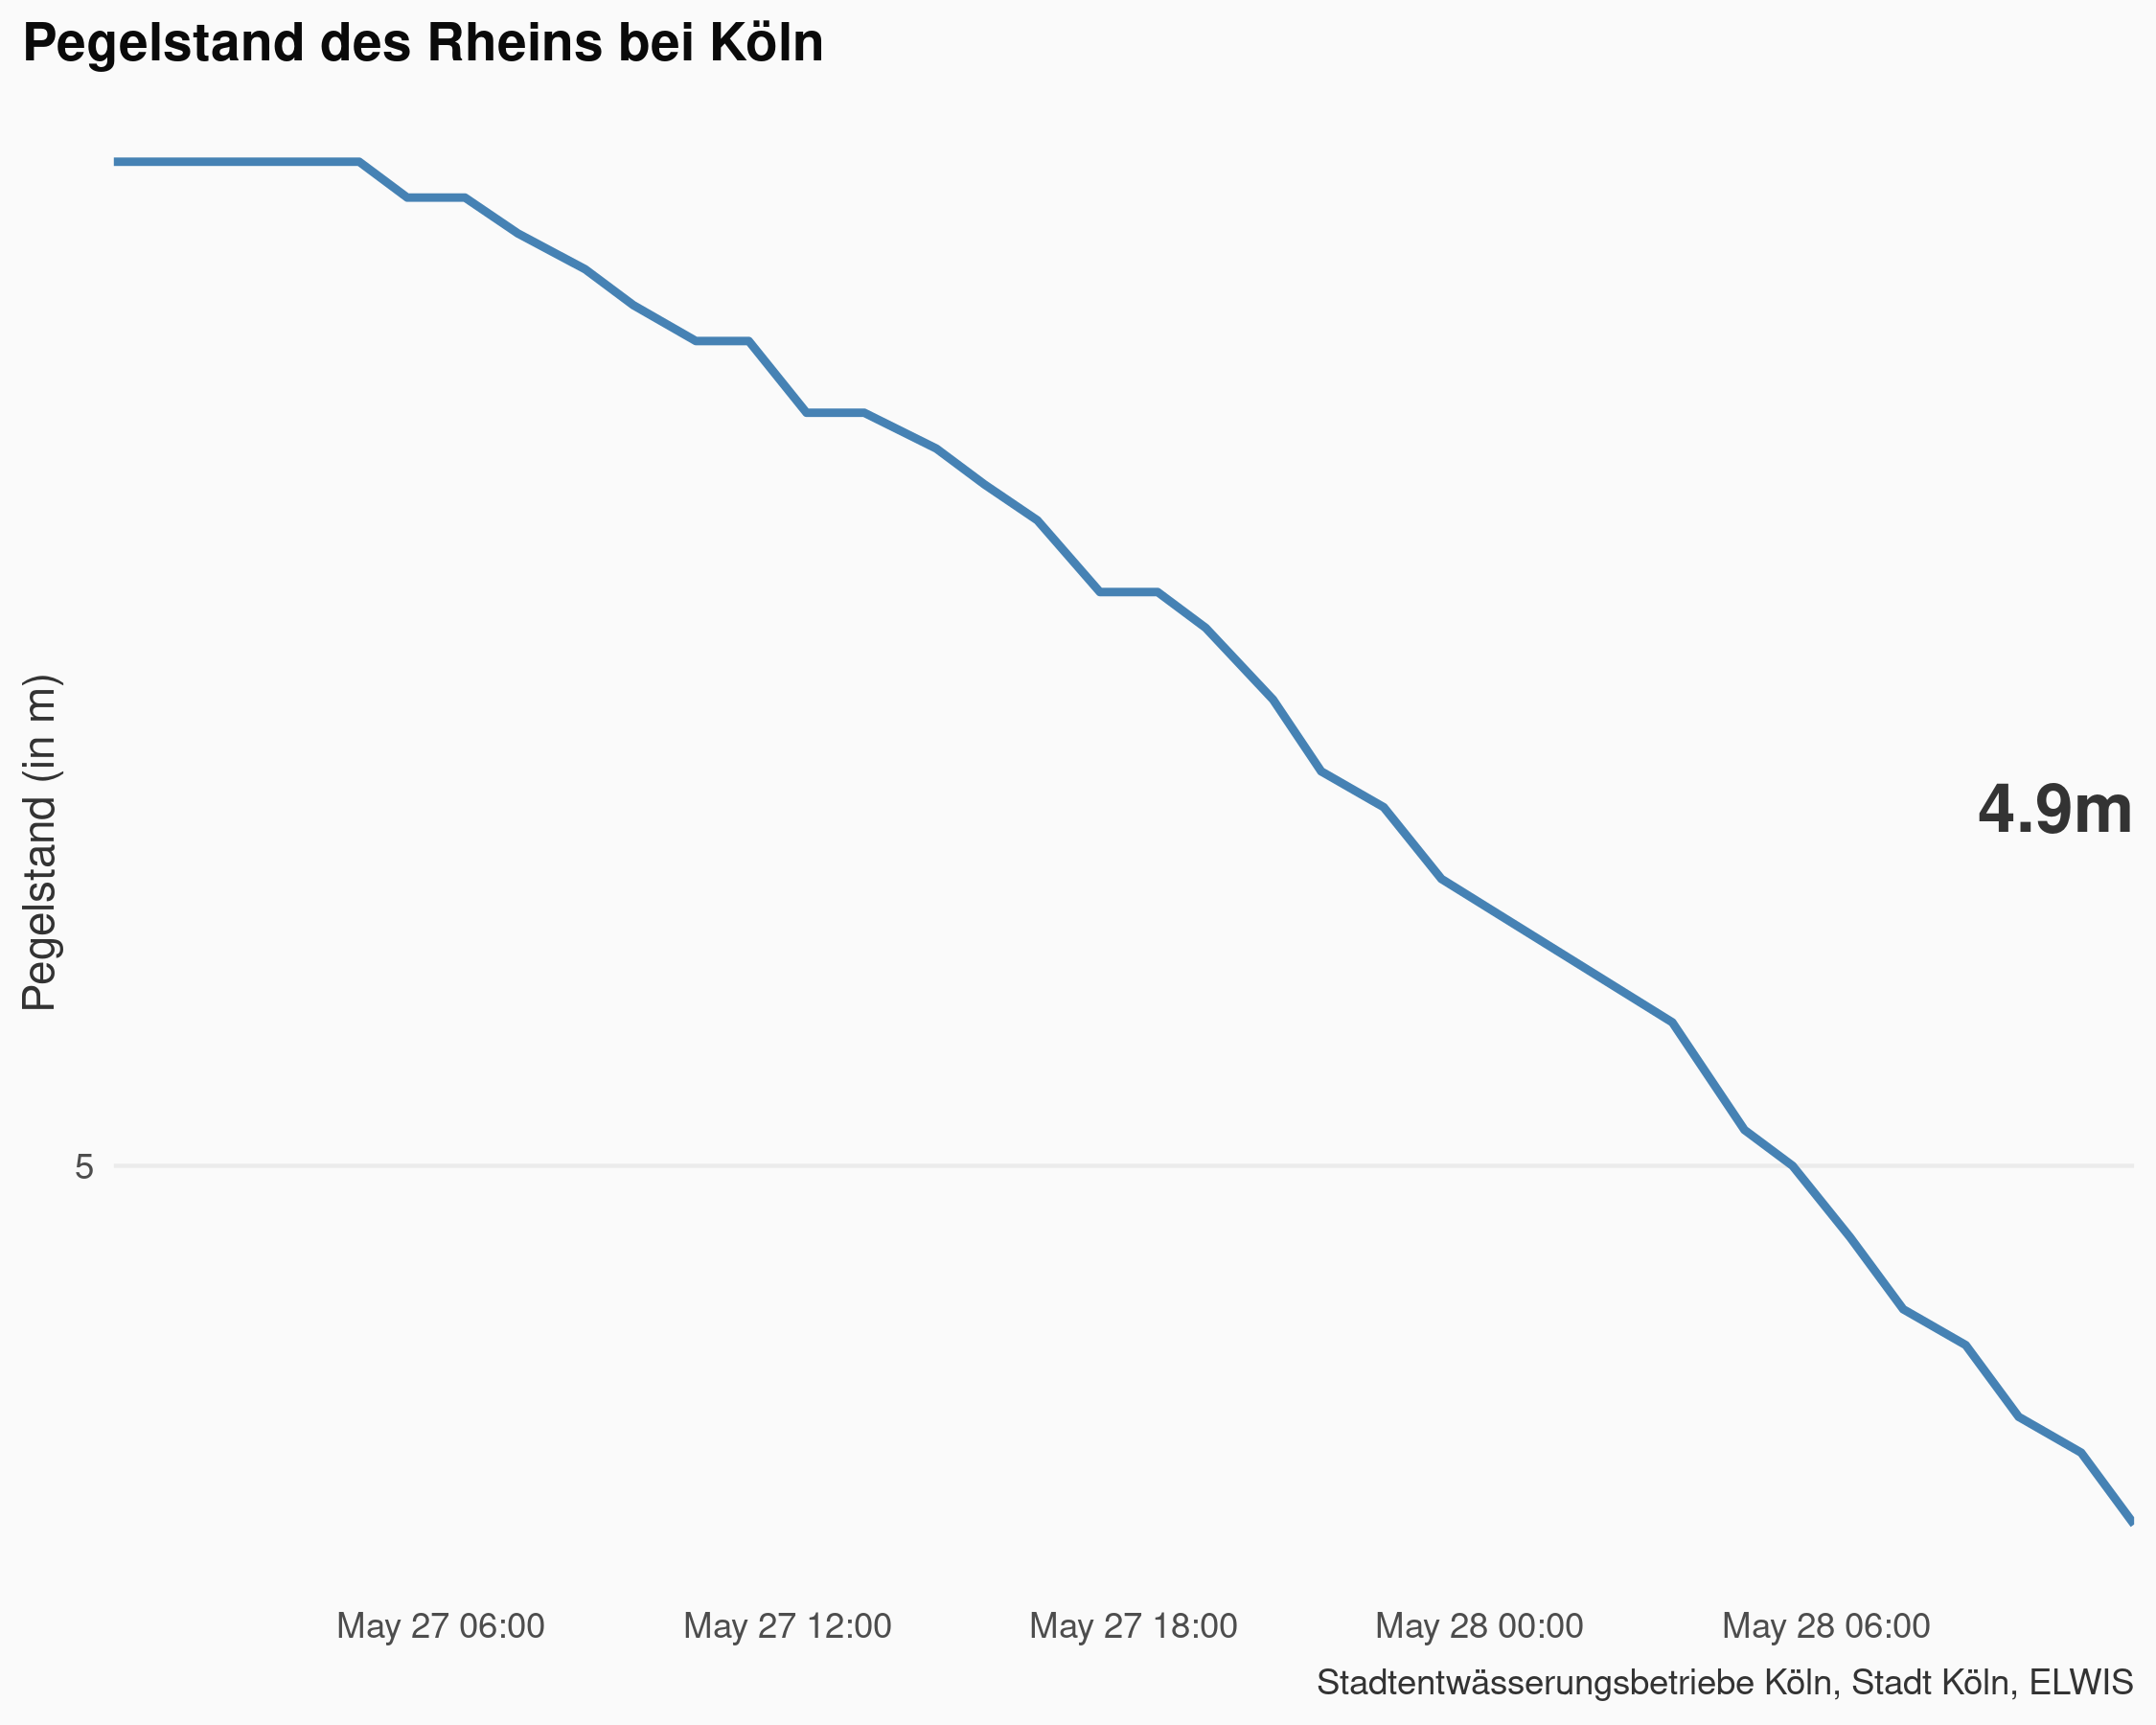 Pegelstand des Rheins bei Köln
Pegelstand (in m)
4.9m
5
May 27 06:00 May 27 12:00 May 27 18:00 May 28 00:00 May 28 06:00
Stadtentwässerungsbetriebe Köln, Stadt Köln, ELWIS